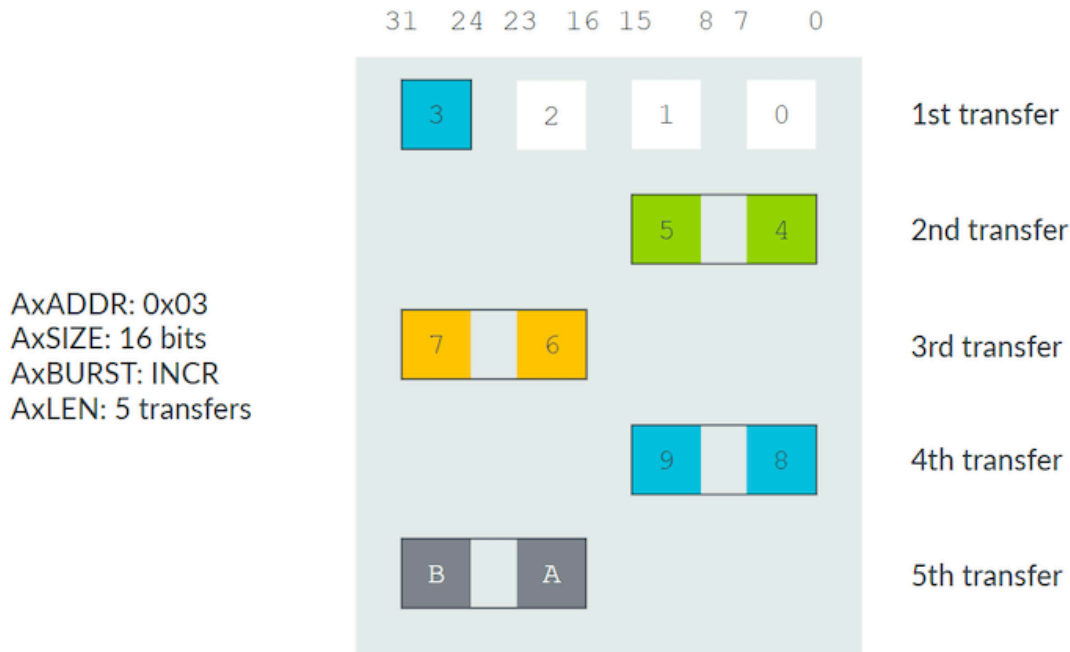 31 24 23 16 15 8 7 0
3 2 1 0 1st transfer
5 4 2nd transfer
AxADDR: 0x03
AxSIZE: 16 bits
AxBURST: INCR
AxLEN: 5 transfers
7 6 3rd transfer
9 8 4th transfer
B A 5th transfer